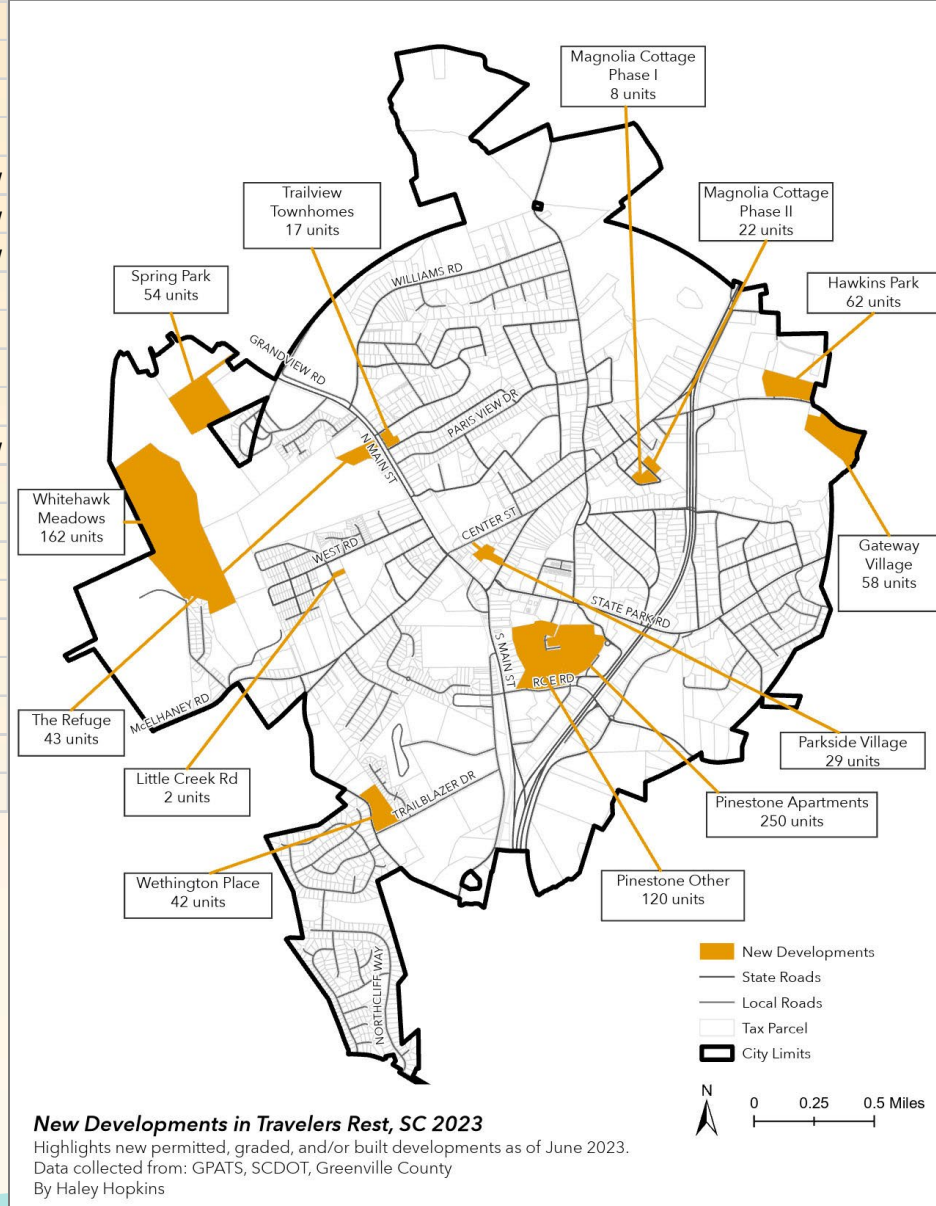 Magnolia Cottage
Phase I
8 units
Trailview
Townhomes
17 units
Magnolia Cottage
Phase II
22 units
Spring Park
54 units
Hawkins Park
62 units
WILLIAMS RD
GRANDVIEW RD
PARIS VIEW DR
N MAIN ST
Whitehawk
Meadows
162 units
CENTER ST
WEST RD
Gateway
Village
58 units
STATE PARK RD
S MAIN ST
ROE RD
McELHANEY RD
The Refuge
43 units
Parkside Village
29 units
Little Creek Rd
2 units
TRAILBLAZER DR
Pinestone Apartments
250 units
Wethington Place
42 units
Pinestone Other
120 units
NORTHCLIFF WAY
New Developments
State Roads
Local Roads
Tax Parcel
City Limits
N
0 0.25 0.5 Miles
New Developments in Travelers Rest, SC 2023
Highlights new permitted, graded, and/or built developments as of June 2023.
Data collected from: GPATS, SCDOT, Greenville County
By Haley Hopkins